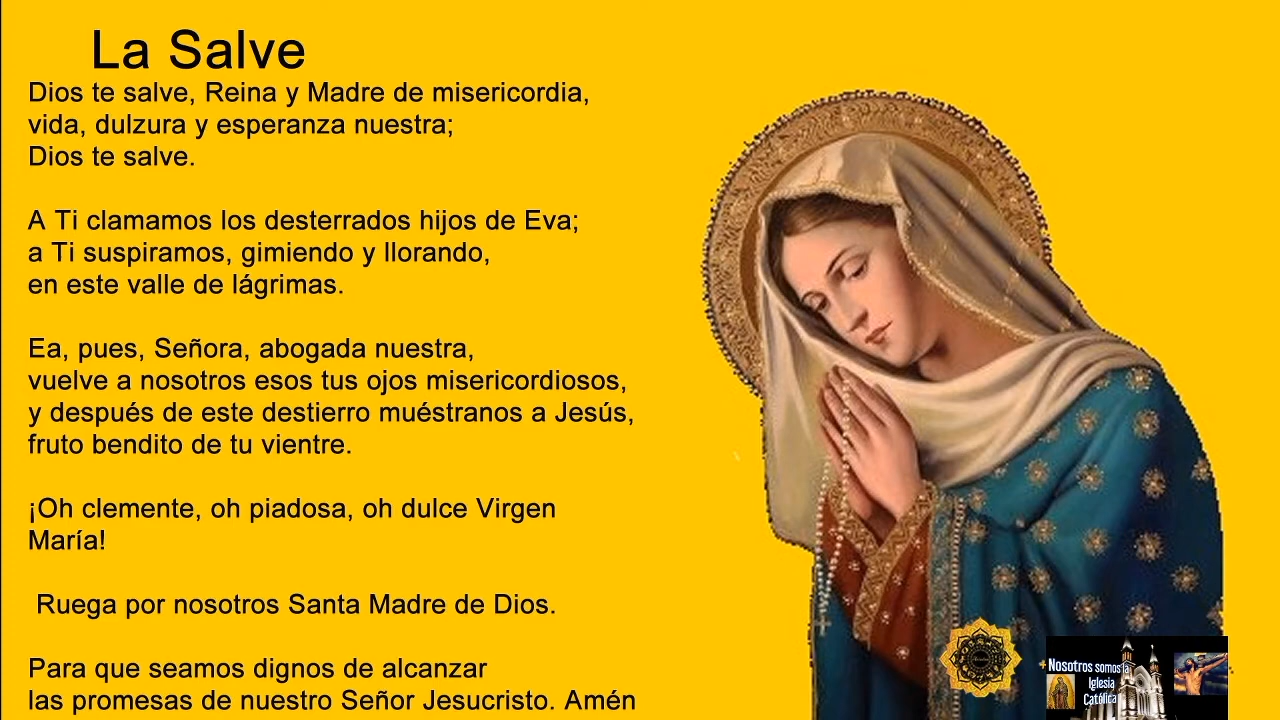 La Salve
Dios te salve, Reina y Madre de misericordia,
vida, dulzura y esperanza nuestra;
Dios te salve.
A Ti clamamos los desterrados hijos de Eva;
a Ti suspiramos, gimiendo y llorando,
en este valle de lágrimas.
Ea, pues, Señora, abogada nuestra,
vuelve a nosotros esos tus ojos misericordiosos,
y después de este destierro muéstranos a Jesús,
fruto bendito de tu vientre.
¡Oh clemente, oh piadosa, oh dulce Virgen
María!
Ruega por nosotros Santa Madre de Dios.
Para que seamos dignos de alcanzar
las promesas de nuestro Señor Jesucristo. Amén
Nosotros somos la
Iglesia
Católica